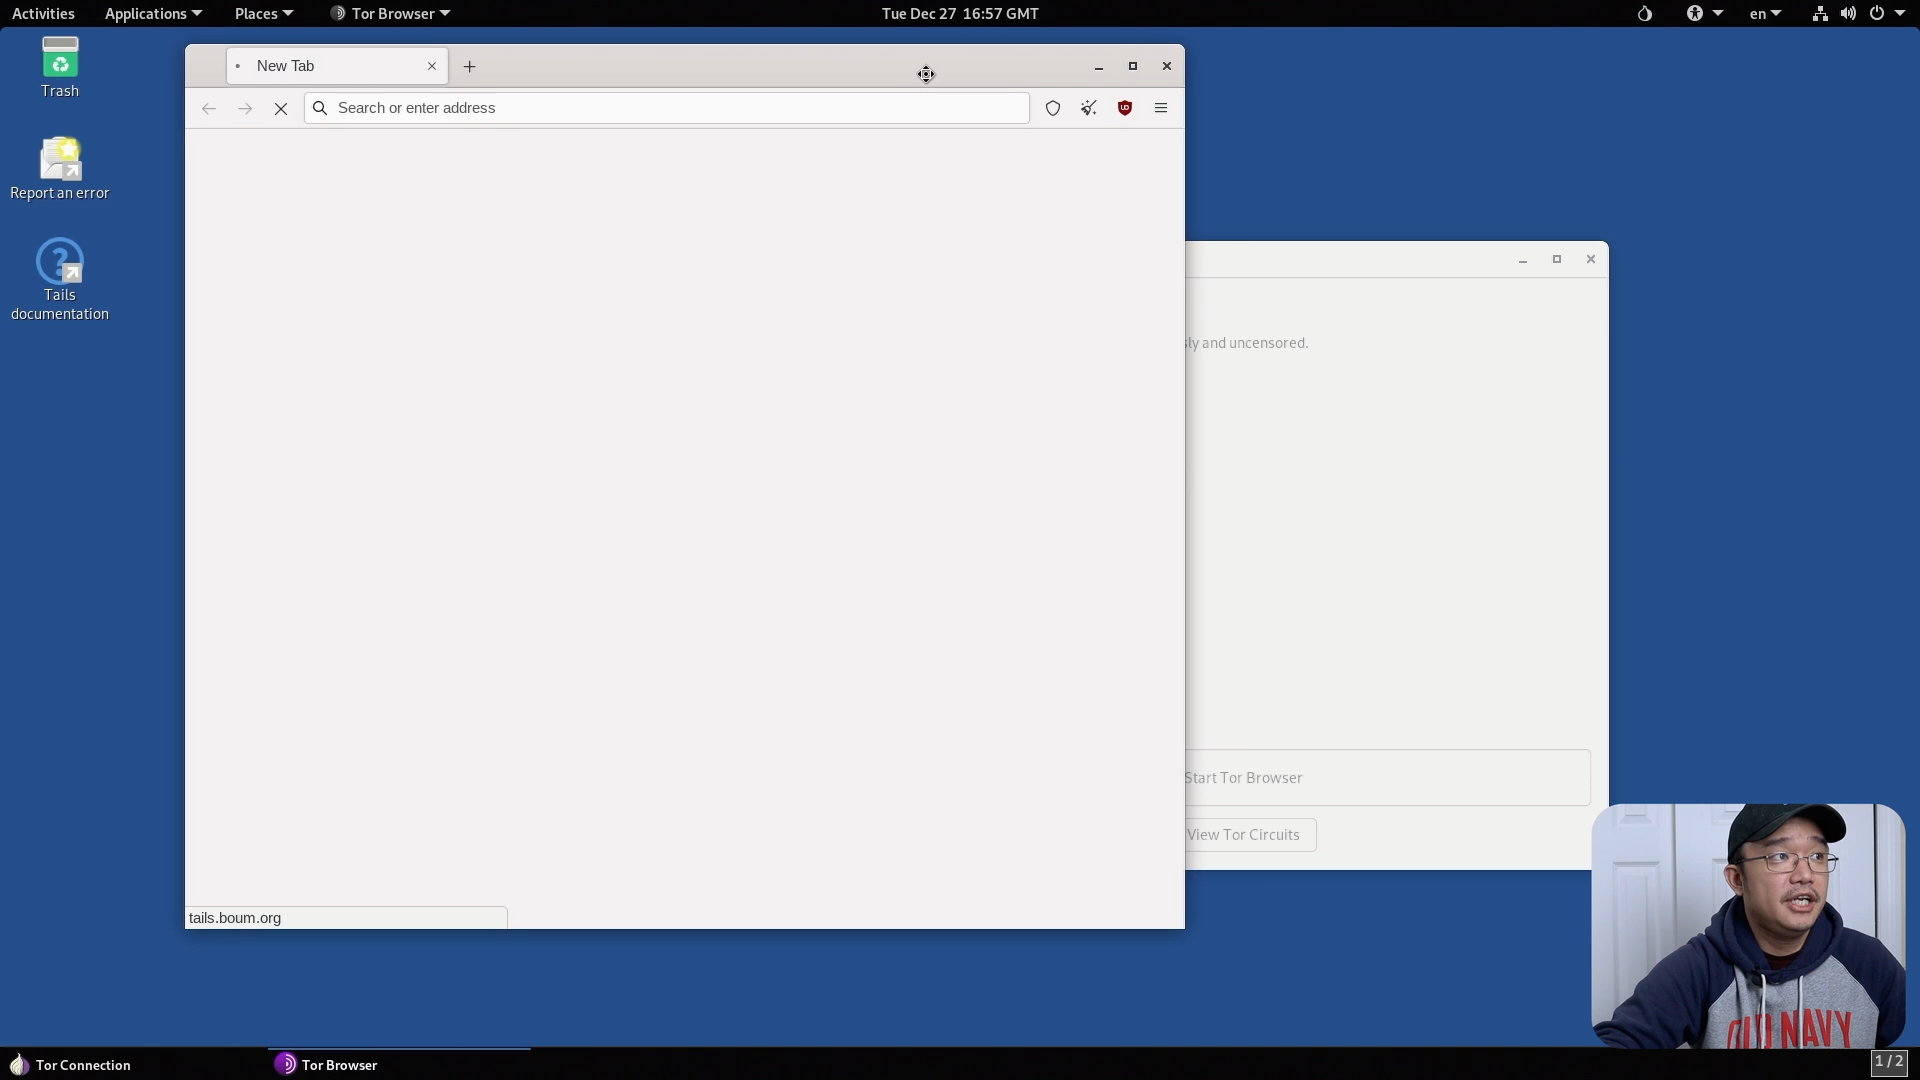 Activities
Applications
Places
Tor Browser
Tue Dec 27 16:57 GMT
en
Trash
Report an error
Tails
documentation
New Tab
Search or enter address
sly and uncensored.
Start Tor Browser
View Tor Circuits
tails.boum.org
OLD NAVY
Tor Connection
Tor Browser
1 / 2